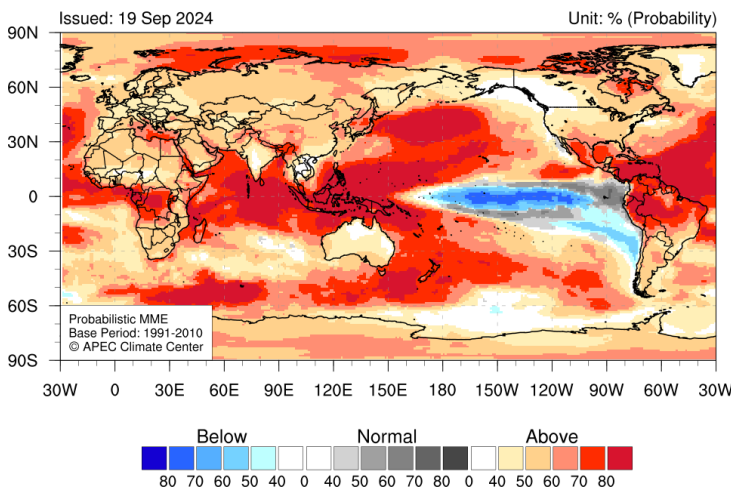 Issued: 19 Sep 2024 Unit: % (Probability)
90N
60N
30N
0
30S
60S
90S
Probabilistic MME
Base Period: 1991-2010
© APEC Climate Center
30W 0 30E 60E 90E 120E 150E 180 150W 120W 90W 60W 30W
Below Normal Above
80 70 60 50 40 0 40 50 60 70 80 0 40 50 60 70 80